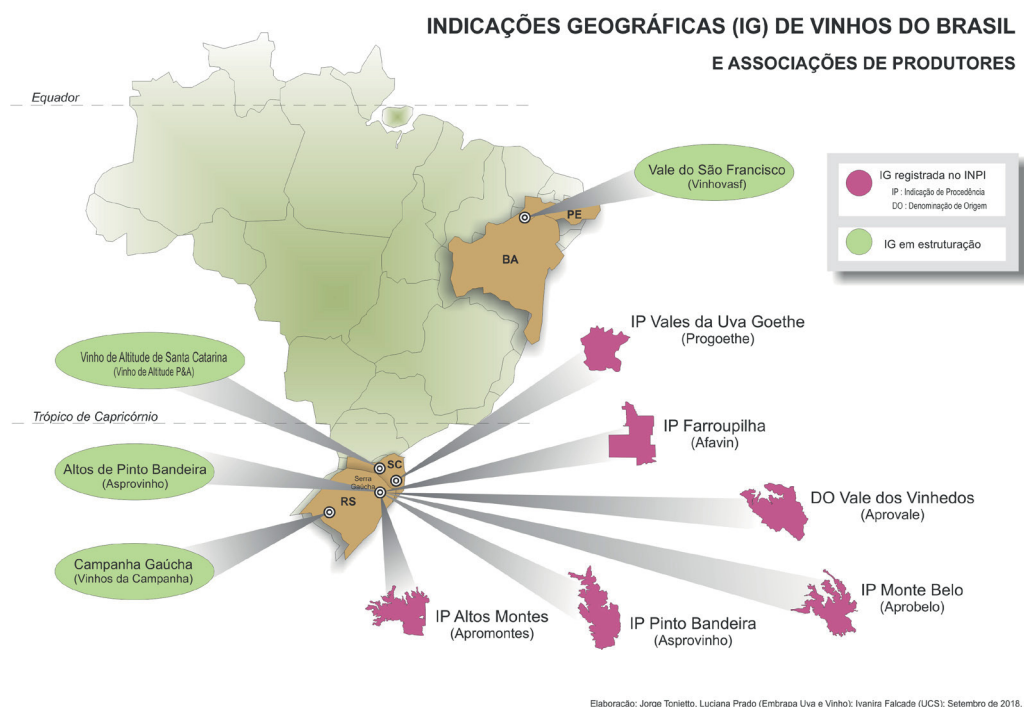 INDICAÇÕES GEOGRÁFICAS (IG) DE VINHOS DO BRASIL
E ASSOCIAÇÕES DE PRODUTORES
Equador
Vale do São Francisco
(Vinhovasf)
IG registrada no INPI
IP : Indicação de Procedência
DO : Denominação de Origem
IG em estruturação
PE
BA
IP Vales da Uva Goethe
(Progoethe)
Vinho de Altitude de Santa Catarina
(Vinho de Altitude P&A)
Trópico de Capricórnio
IP Farroupilha
(Afavin)
Altos de Pinto Bandeira
(Asprovinho)
SC
Serra
Gaúcha
RS
DO Vale dos Vinhedos
(Aprovale)
Campanha Gaúcha
(Vinhos da Campanha)
IP Monte Belo
(Aprobelo)
IP Altos Montes
(Apromontes)
IP Pinto Bandeira
(Asprovinho)
Elaboração: Jorge Tonietto, Luciana Prado (Embrapa Uva e Vinho); Ivanira Falcade (UCS); Setembro de 2018.